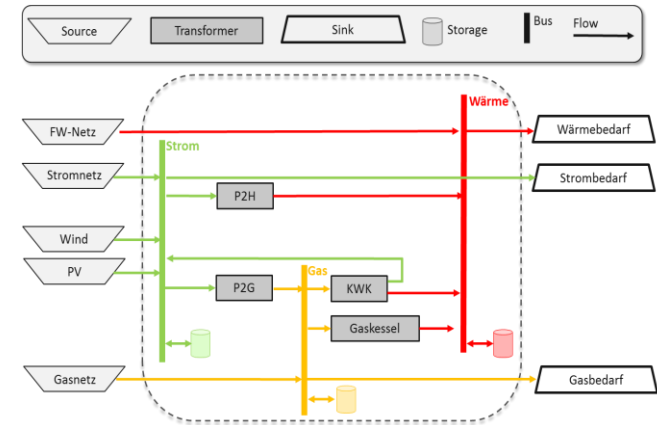 Source
Transformer
Sink
Storage
Bus
Flow
Wärme
FW-Netz
Wärmebedarf
Strom
Stromnetz
Strombedarf
P2H
Wind
PV
Gas
P2G
KWK
Gaskessel
Gasnetz
Gasbedarf